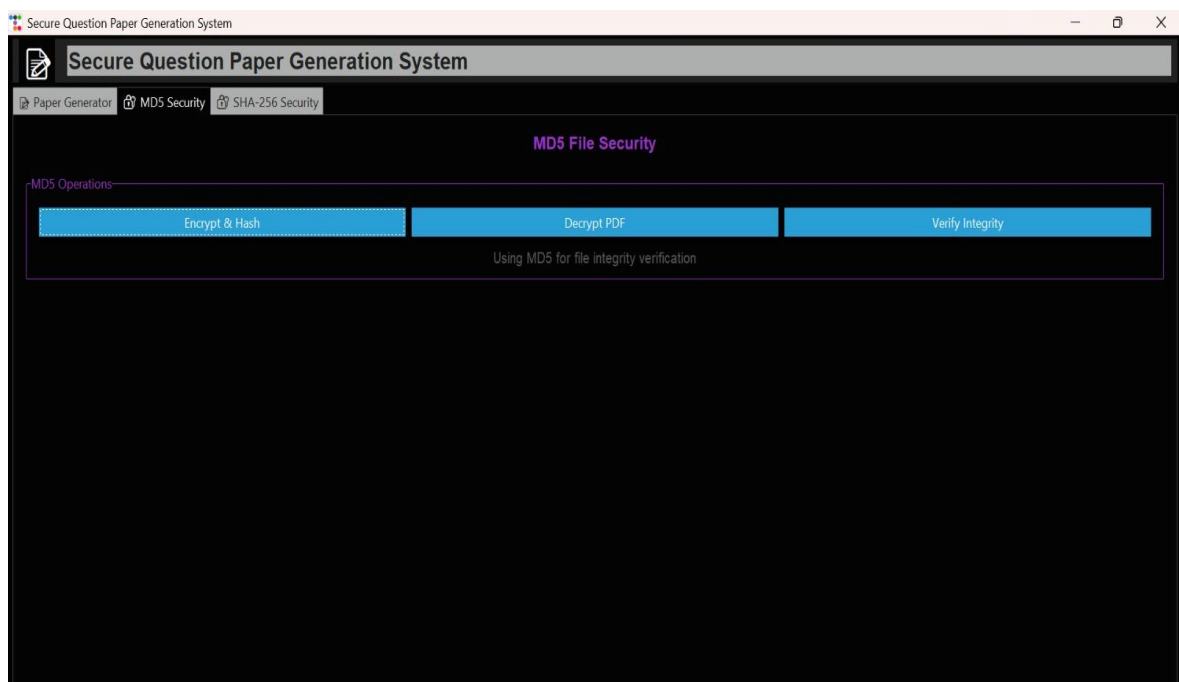 Secure Question Paper Generation System
Secure Question Paper Generation System
Paper Generator MD5 Security SHA-256 Security
MD5 File Security
MD5 Operations
Encrypt & Hash Decrypt PDF Verify Integrity
Using MD5 for file integrity verification